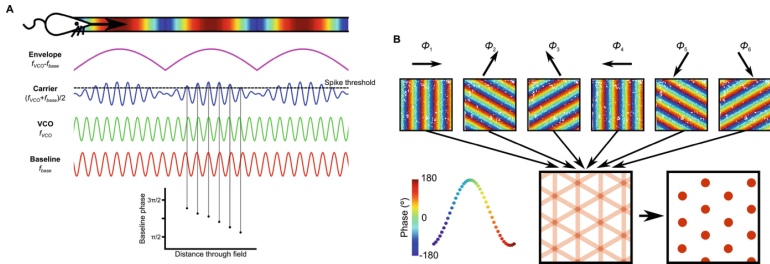 A
Envelope
fVCO-fbase
Carrier
(fVCO+fbase)/2
Spike threshold
VCO
fVCO
Baseline
fbase
Baseline phase
3π/2
π/2
Distance through field
B
Φ1
Φ2
Φ3
Φ4
Φ5
Φ6
Phase (°)
180
0
-180